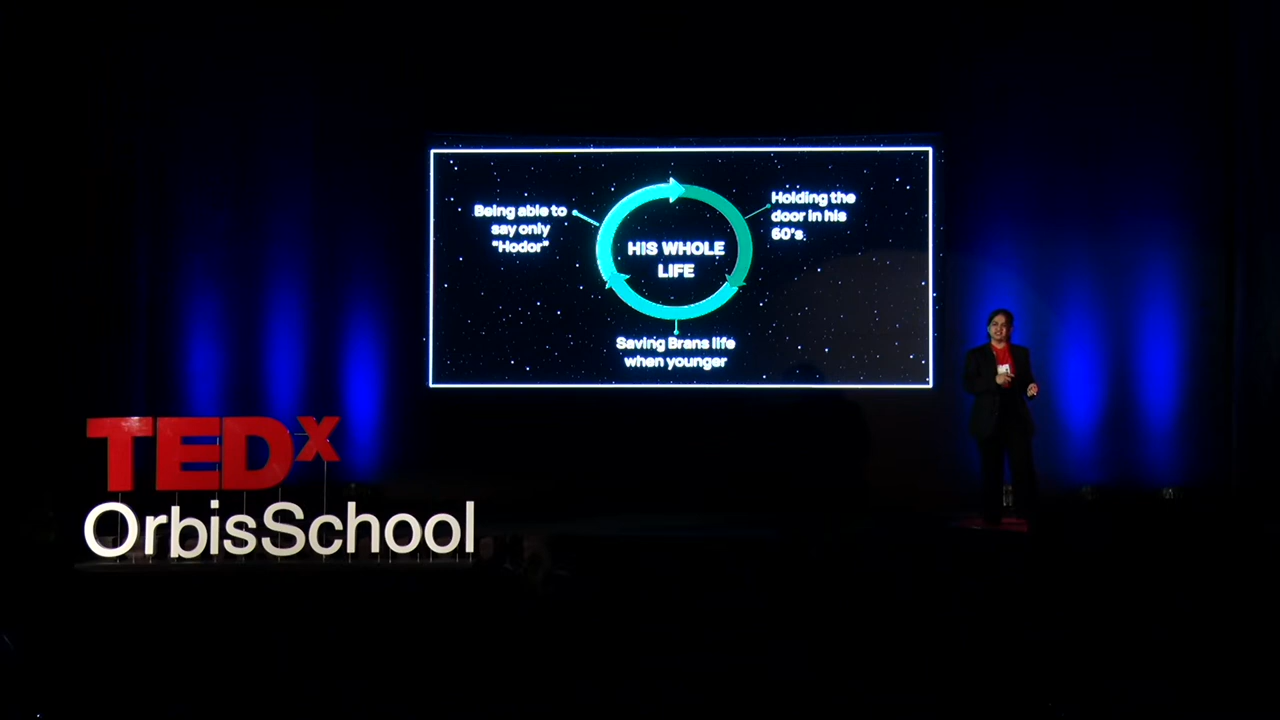 Being able to
say only
"Hodor"
HIS WHOLE
LIFE
Holding the
door in his
60's
Saving Brans life
when younger
TEDx
OrbisSchool